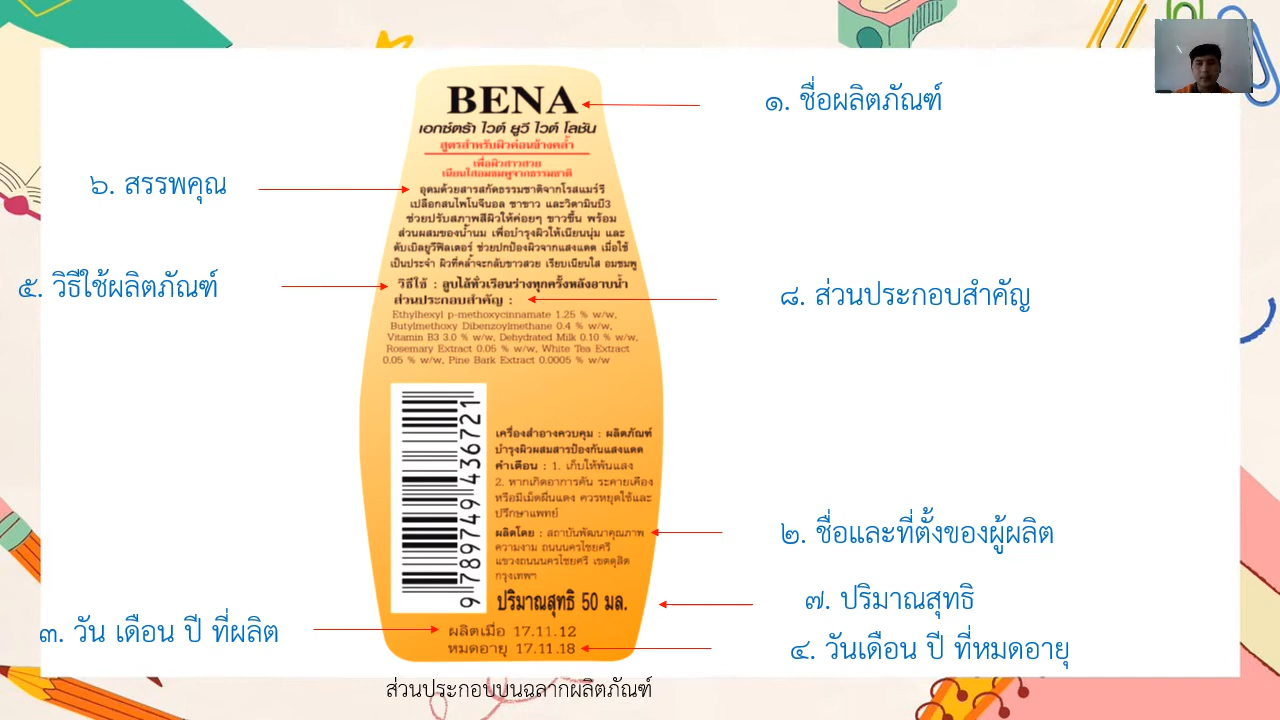 BENA
เอกซ์ตร้า ไวต์ ยูวี ไวต์ โลชัน
สูตรสำหรับผิวค่อนข้างคล้ำ
เพื่อผิวสาวสวย
เนียนใสอมชมพูจากธรรมชาติ
อุดมด้วยสารสกัดธรรมชาติจากโรสแมร์รี
เปลือกสนไพโนจีนอล ชาขาว และวิตามินบี3
ช่วยปรับสภาพสีผิวให้ค่อยๆ ขาวขึ้น พร้อม
ส่วนผสมของน้ำนม เพื่อบำรุงผิวให้เนียนนุ่ม และ
ดับเบิลยูวีฟิลเตอร์ ช่วยปกป้องผิวจากแสงแดด เมื่อใช้
เป็นประจำ ผิวที่คล้ำจะกลับขาวสวย เรียบเนียนใส อมชมพู
วิธีใช้ : ลูบไล้ทั่วเรือนร่างทุกครั้งหลังอาบน้ำ
ส่วนประกอบสำคัญ :
Ethylhexyl p-methoxycinnamate 1.25 % w/w,
Butylmethoxy Dibenzoylmethane 0.4 % w/w,
Vitamin B3 3.0 % w/w, Dehydrated Milk 0.10 % w/w,
Rosemary Extract 0.05 % w/w, White Tea Extract
0.05 % w/w, Pine Bark Extract 0.0005 % w/w
9 789749 436721
เครื่องสำอางควบคุม : ผลิตภัณฑ์
บำรุงผิวผสมสารป้องกันแสงแดด
คำเตือน : 1. เก็บให้พ้นแสง
2. หากเกิดอาการคัน ระคายเคือง
หรือมีเม็ดผื่นแดง ควรหยุดใช้และ
ปรึกษาแพทย์
ผลิตโดย : สถาบันพัฒนาคุณภาพ
ความงาม ถนนนครไชยศรี
แขวงถนนนครไชยศรี เขตดุสิต
กรุงเทพฯ
ปริมาณสุทธิ 50 มล.
ผลิตเมื่อ 17.11.12
หมดอายุ 17.11.18
๑. ชื่อผลิตภัณฑ์
๖. สรรพคุณ
๕. วิธีใช้ผลิตภัณฑ์
๘. ส่วนประกอบสำคัญ
๒. ชื่อและที่ตั้งของผู้ผลิต
๗. ปริมาณสุทธิ
๓. วัน เดือน ปี ที่ผลิต
๔. วันเดือน ปี ที่หมดอายุ
ส่วนประกอบบนฉลากผลิตภัณฑ์